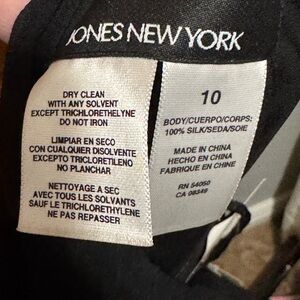 JONES NEW YORK
DRY CLEAN
WITH ANY SOLVENT
EXCEPT TRICHLORETHELYNE
DO NOT IRON
LIMPIAR EN SECO
CON CUALQUIER DISOLVENTE
EXCEPTO TRICLORETILENO
NO PLANCHAR
NETTOYAGE A SEC
AVEC TOUS LES SOLVANTS
SAUF LE TRICHLORETHYLENE
NE PAS REPASSER
10
BODY/CUERPO/CORPS:
100% SILK/SEDA/SOIE
MADE IN CHINA
HECHO EN CHINA
FABRIQUE EN CHINE
RN 54050
CA 08349